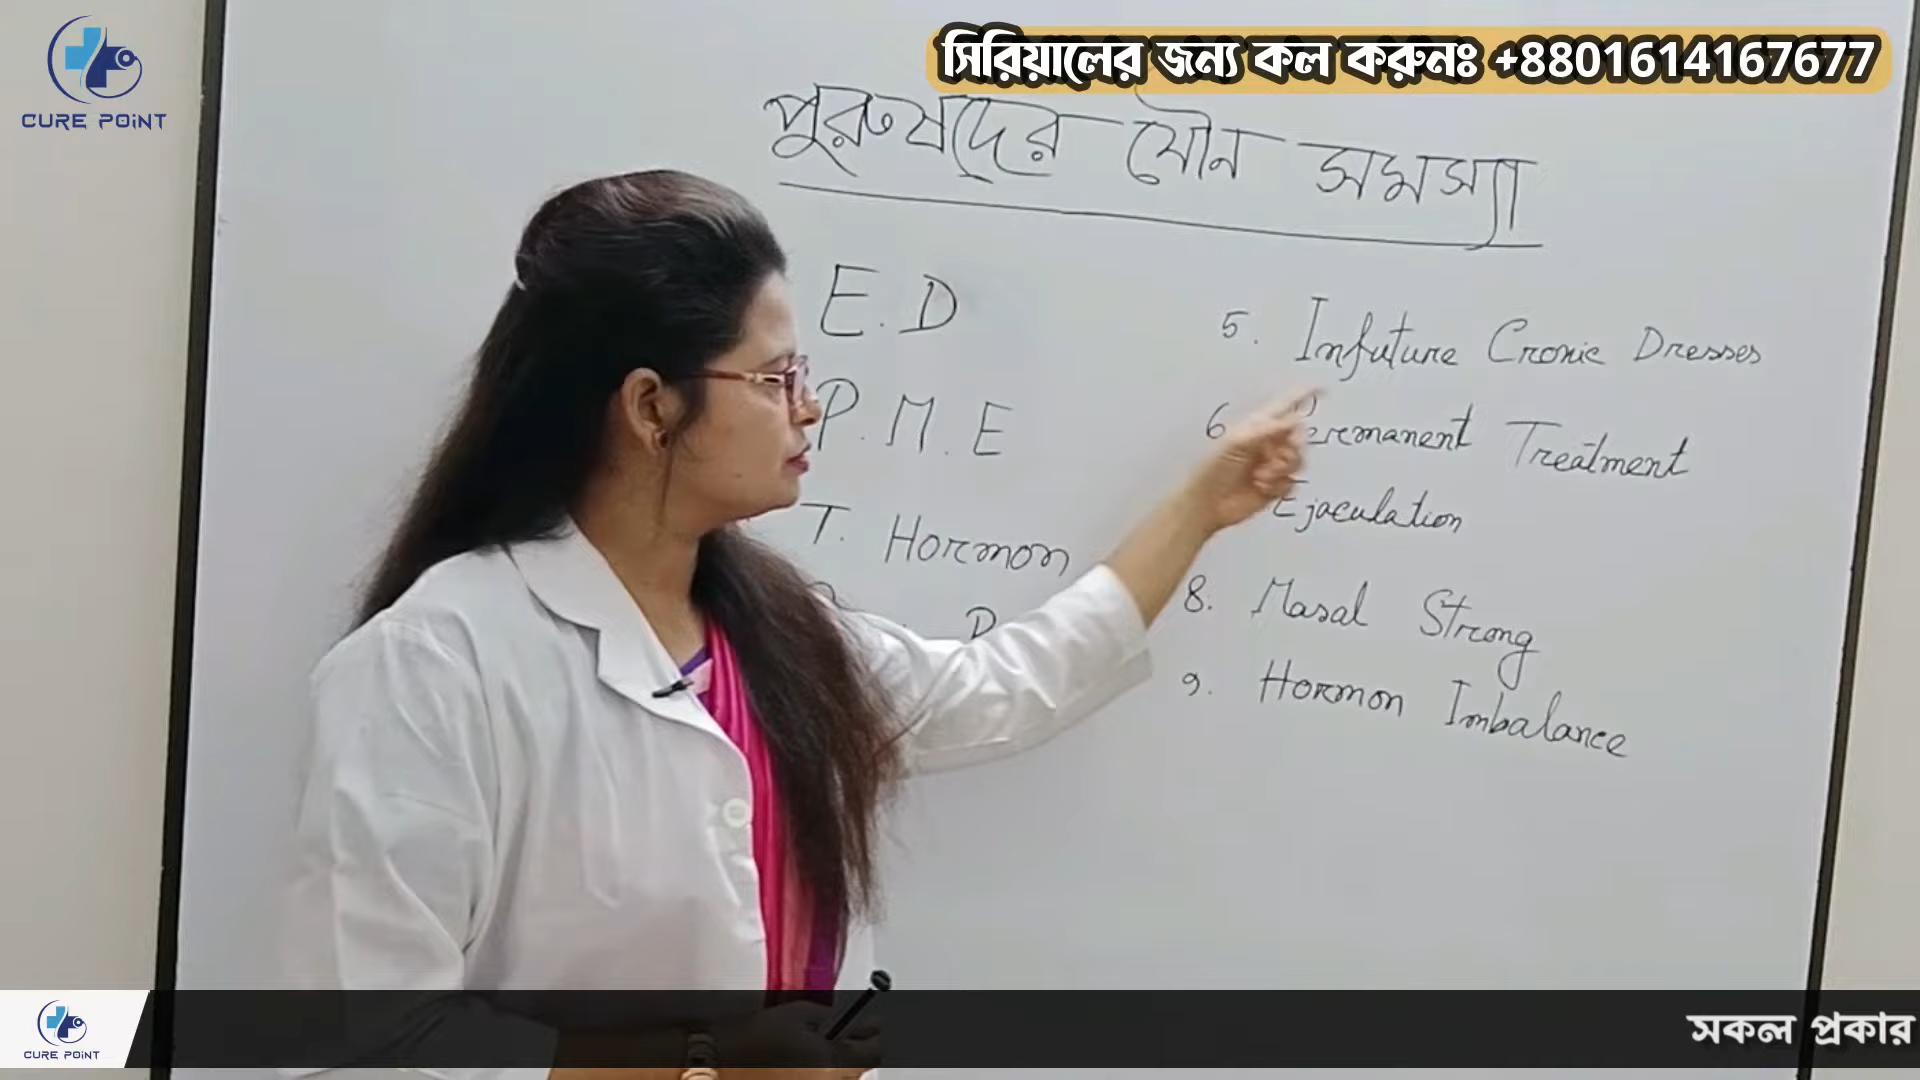 CURE POiNT
সিরিয়ালের জন্য কল করুনঃ +8801614167677
পুরুষদের যৌন সমস্যা
E.D
P.M.E
T. Hormon
D
5. Infuture Cronic Dresses
6. Permanent Treatment
Ejaculation
8. Masal Strong
9. Hormon Imbalance
CURE POiNT
সকল প্রকার